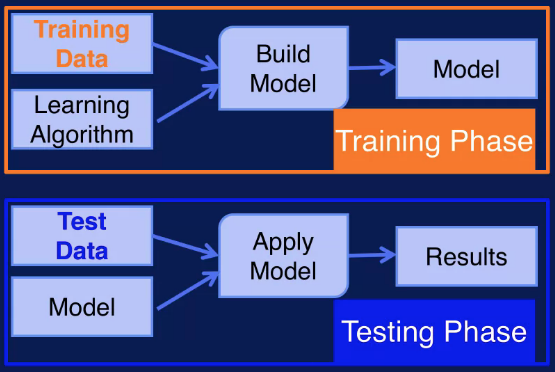 Training
Data
Learning
Algorithm
Build
Model
Model
Training Phase
Test
Data
Model
Apply
Model
Results
Testing Phase